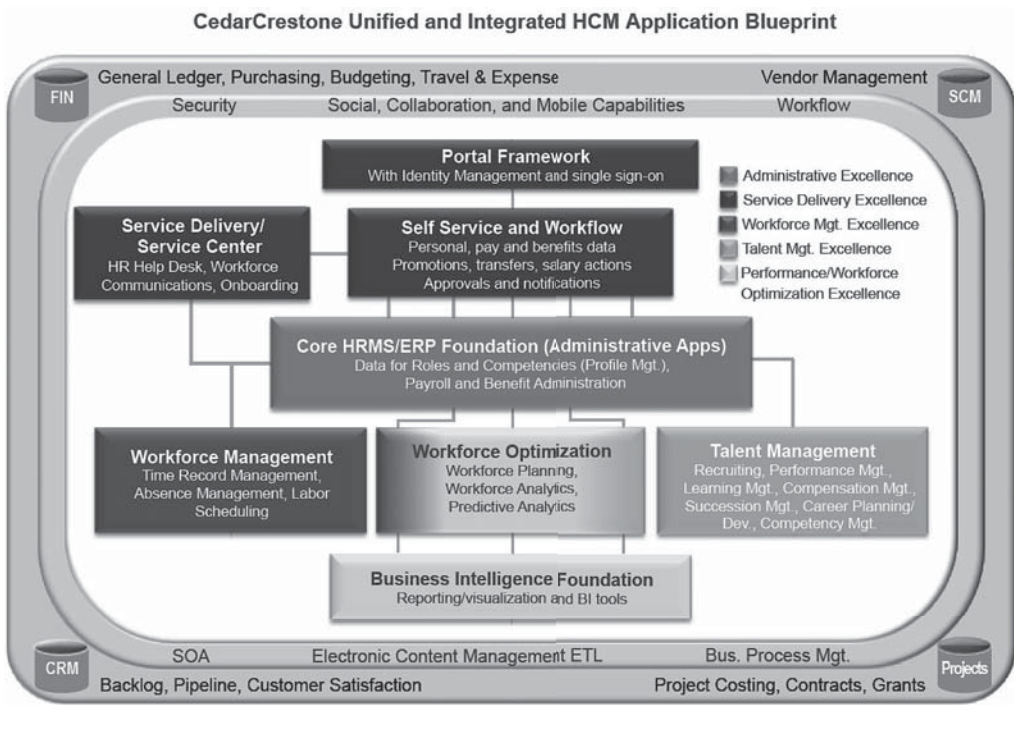 CedarCrestone Unified and Integrated HCM Application Blueprint
FIN
General Ledger, Purchasing, Budgeting, Travel & Expense
Vendor Management
SCM
Security
Social, Collaboration, and Mobile Capabilities
Workflow
Portal Framework
With Identity Management and single sign-on
Administrative Excellence
Service Delivery Excellence
Workforce Mgt. Excellence
Talent Mgt. Excellence
Performance/Workforce
Optimization Excellence
Service Delivery/
Service Center
HR Help Desk, Workforce
Communications, Onboarding
Self Service and Workflow
Personal, pay and benefits data
Promotions, transfers, salary actions
Approvals and notifications
Core HRMS/ERP Foundation (Administrative Apps)
Data for Roles and Competencies (Profile Mgt.),
Payroll and Benefit Administration
Workforce Management
Time Record Management,
Absence Management, Labor
Scheduling
Workforce Optimization
Workforce Planning,
Workforce Analytics,
Predictive Analytics
Talent Management
Recruiting, Performance Mgt.,
Learning Mgt., Compensation Mgt.,
Succession Mgt., Career Planning/
Dev., Competency Mgt.
Business Intelligence Foundation
Reporting/visualization and BI tools
CRM
SOA
Electronic Content Management ETL
Bus. Process Mgt.
Projects
Backlog, Pipeline, Customer Satisfaction
Project Costing, Contracts, Grants